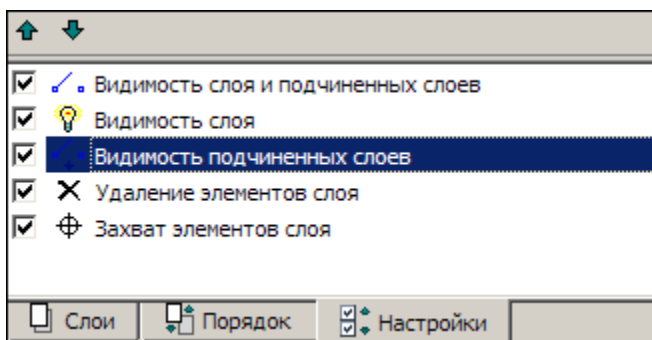 Видимость слоя и подчиненных слоев
Видимость слоя
Видимость подчиненных слоев
Удаление элементов слоя
Захват элементов слоя
Слои Порядок Настройки